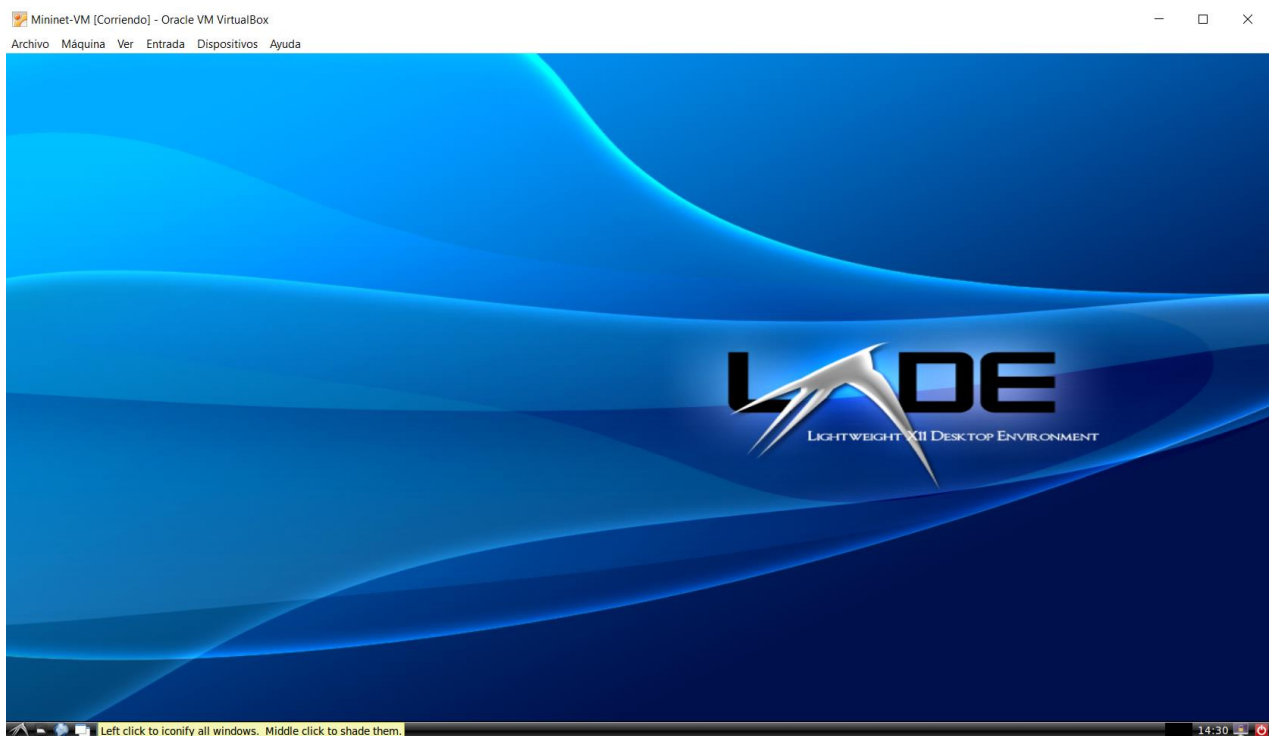 Mininet-VM [Corriendo] - Oracle VM VirtualBox
Archivo Máquina Ver Entrada Dispositivos Ayuda
LXDE
LIGHTWEIGHT X11 DESKTOP ENVIRONMENT
Left click to iconify all windows. Middle click to shade them.
14:30